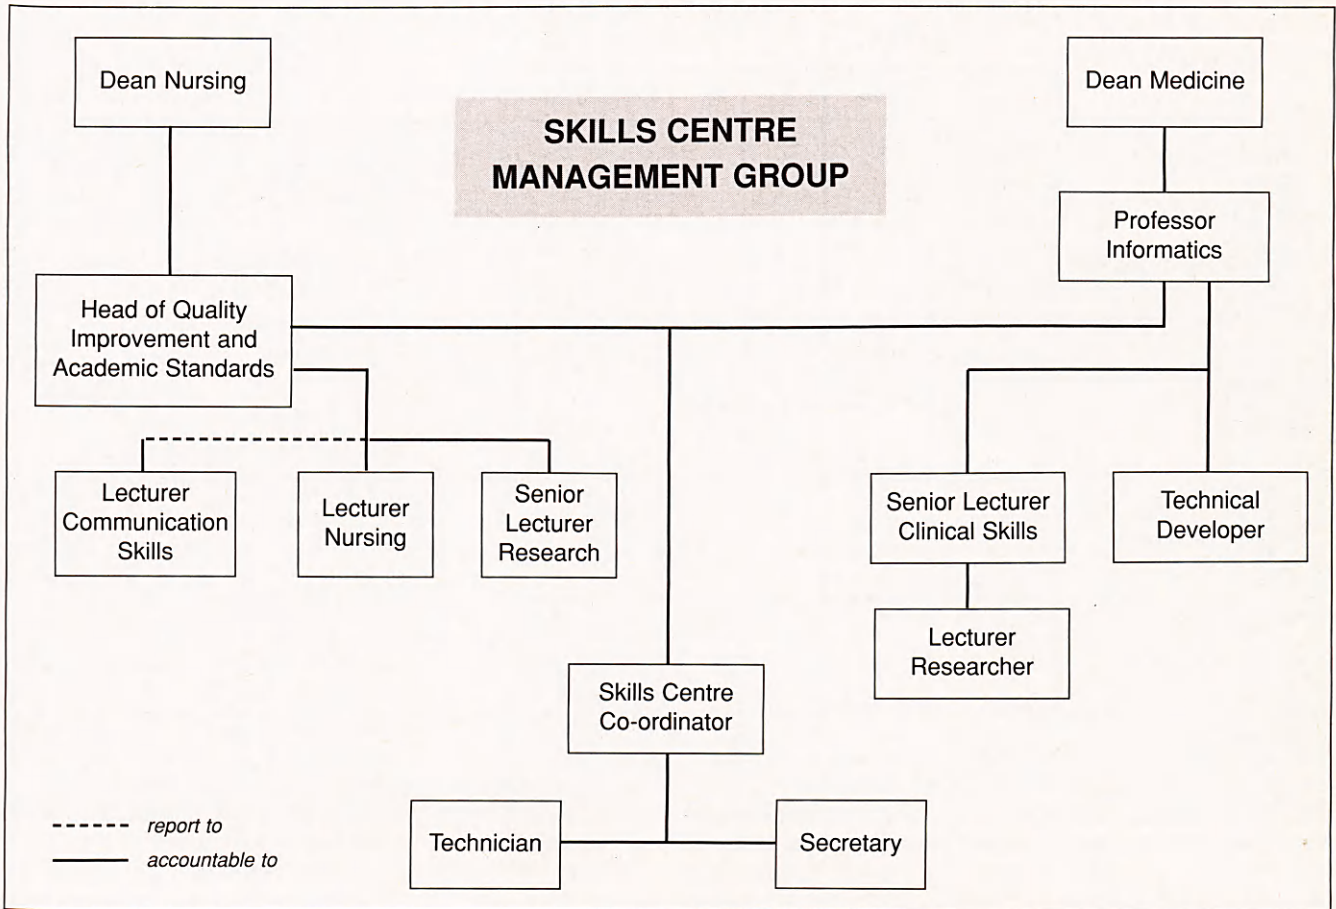 Dean Nursing
SKILLS CENTRE
MANAGEMENT GROUP
Dean Medicine
Professor
Informatics
Head of Quality
Improvement and
Academic Standards
Lecturer
Communication
Skills
Lecturer
Nursing
Senior
Lecturer
Research
Senior Lecturer
Clinical Skills
Technical
Developer
Lecturer
Researcher
Skills Centre
Co-ordinator
Technician
Secretary
report to
accountable to